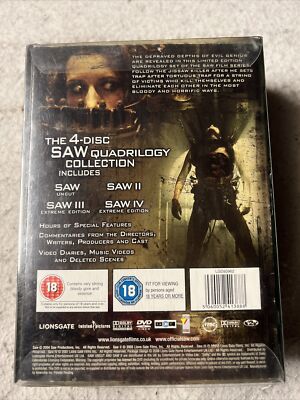 THE DEPRAVED DEPTHS OF EVIL GENIUS
ARE REVEALED IN THIS LIMITED EDITION
QUADRILOGY SET OF THE SAW FILM SERIES.
FOLLOW THE JIGSAW KILLER AS HE SETS
TRAP AFTER TORTUOUS TRAP FOR A STRING
OF VICTIMS WHO KILL THEMSELVES AND
ELIMINATE EACH OTHER IN THE MOST
BLOODY AND HORRIFIC WAYS.
THE 4-DISC
SAW QUADRILOGY
COLLECTION
INCLUDES
SAW
UNCUT
SAW II
SAW III
EXTREME EDITION
SAW IV
EXTREME EDITION
HOURS OF SPECIAL FEATURES
COMMENTARIES FROM THE DIRECTORS,
WRITERS, PRODUCERS AND CAST
VIDEO DIARIES, MUSIC VIDEOS
AND DELETED SCENES
18
18
FIT FOR VIEWING
by persons aged
18 YEARS OR MORE
LIONSGATE
twisted pictures
DVD
www.lionsgatefilms.co.uk
www.officialsaw.com